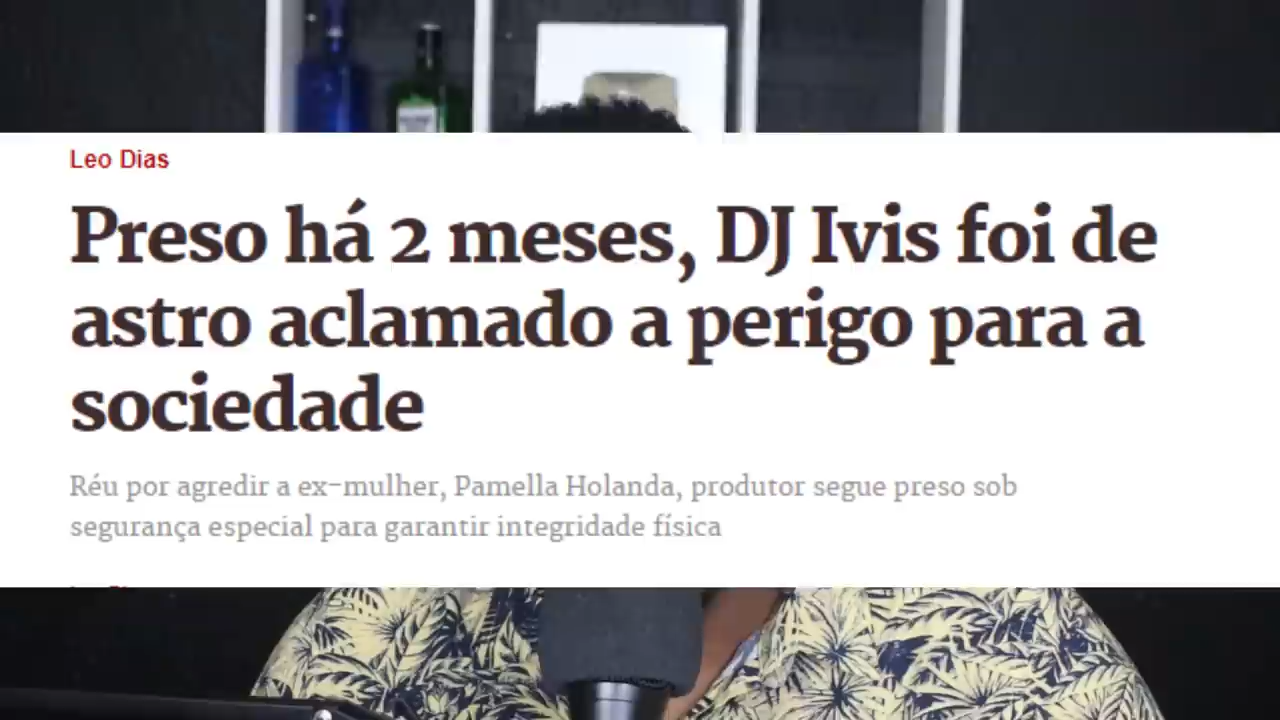 Leo Dias
Preso há 2 meses, DJ Ivis foi de
astro aclamado a perigo para a
sociedade
Réu por agredir a ex-mulher, Pamella Holanda, produtor segue preso sob
segurança especial para garantir integridade física